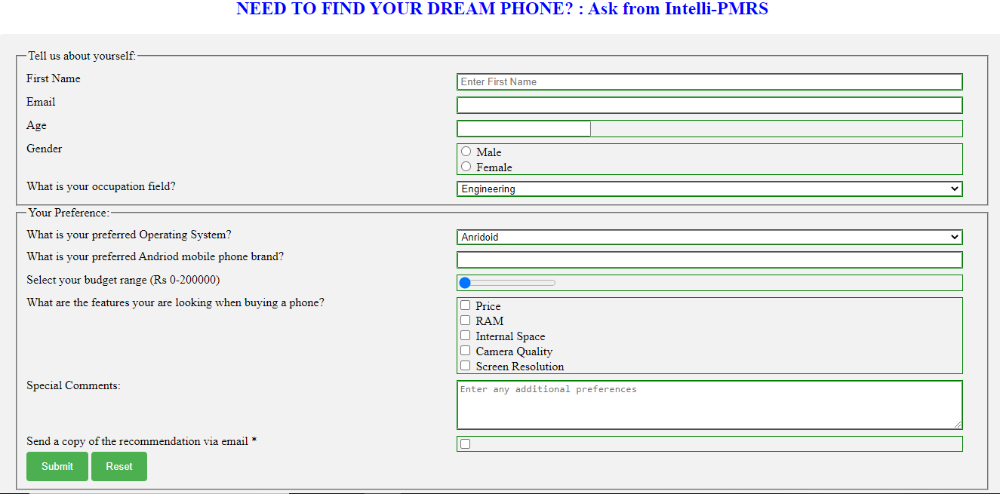 NEED TO FIND YOUR DREAM PHONE? : Ask from Intelli-PMRS
Tell us about yourself:
First Name
Enter First Name
Email
Age
Gender
Male
Female
What is your occupation field?
Engineering
Your Preference:
What is your preferred Operating System?
Anridoid
What is your preferred Andriod mobile phone brand?
Select your budget range (Rs 0-200000)
What are the features your are looking when buying a phone?
Price
RAM
Internal Space
Camera Quality
Screen Resolution
Special Comments:
Enter any additional preferences
Send a copy of the recommendation via email *
Submit Reset